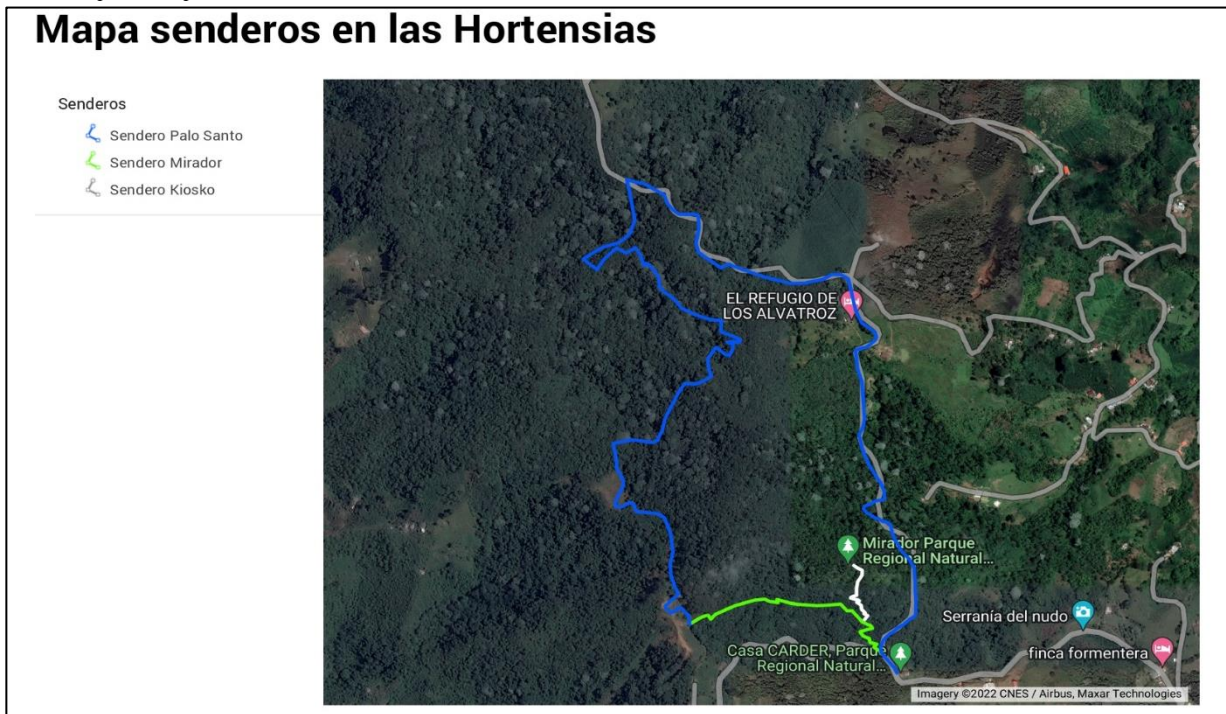 Mapa senderos en las Hortensias
Senderos
Sendero Palo Santo
Sendero Mirador
Sendero Kiosko
EL REFUGIO DE
LOS ALVATROZ
Mirador Parque
Regional Natural...
Serranía del nudo
Casa CARDER, Parque
Regional Natural...
finca formentera
Imagery ©2022 CNES / Airbus, Maxar Technologies